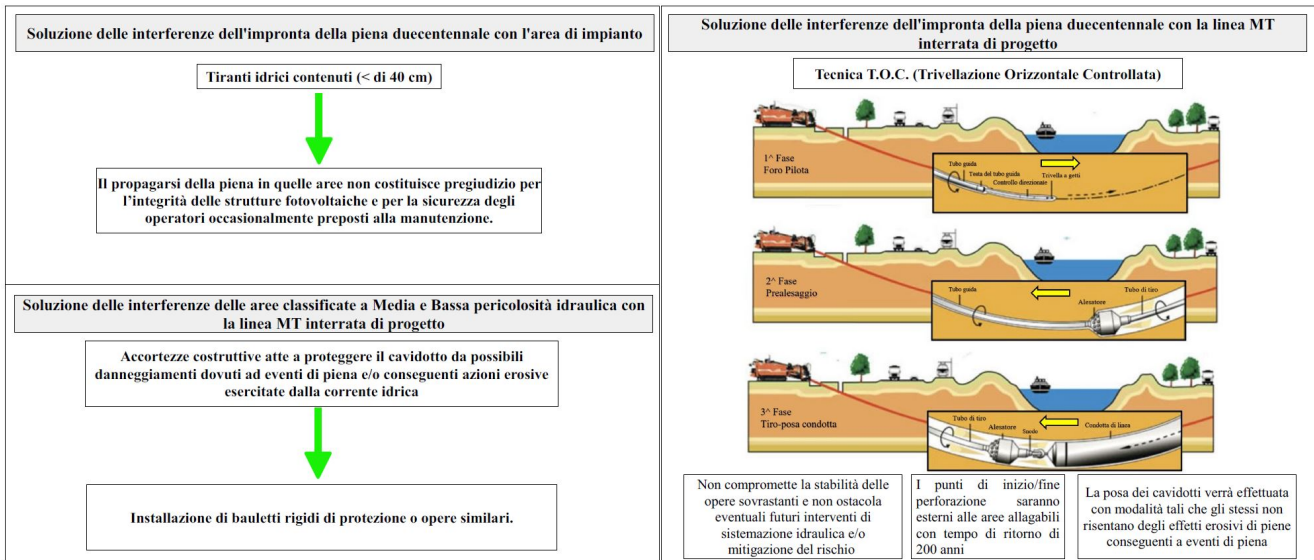 Soluzione delle interferenze dell'impronta della piena duecentennale con l'area di impianto
Tiranti idrici contenuti (< di 40 cm)
Il propagarsi della piena in quelle aree non costituisce pregiudizio per
l'integrità delle strutture fotovoltaiche e per la sicurezza degli
operatori occasionalmente preposti alla manutenzione.
Soluzione delle interferenze delle aree classificate a Media e Bassa pericolosità idraulica con
la linea MT interrata di progetto
Accortezze costruttive atte a proteggere il cavidotto da possibili
danneggiamenti dovuti ad eventi di piena e/o conseguenti azioni erosive
esercitate dalla corrente idrica
Installazione di bauletti rigidi di protezione o opere similari.
Soluzione delle interferenze dell'impronta della piena duecentennale con la linea MT
interrata di progetto
Tecnica T.O.C. (Trivellazione Orizzontale Controllata)
1^ Fase
Foro Pilota
Tubo guida
Testa del tubo guida
Controllo direzionale
Trivella a getti
2^ Fase
Prealesaggio
Tubo guida
Alesatore
Tubo di tiro
3^ Fase
Tiro-posa condotta
Tubo di tiro
Alesatore
Condotta di linea
Non compromette la stabilità delle
opere sovrastanti e non ostacola
eventuali futuri interventi di
sistemazione idraulica e/o
mitigazione del rischio
I punti di inizio/fine
perforazione saranno
esterni alle aree allagabili
con tempo di ritorno di
200 anni
La posa dei cavidotti verrà effettuata
con modalità tali che gli stessi non
risentano degli effetti erosivi di piene
conseguenti a eventi di piena